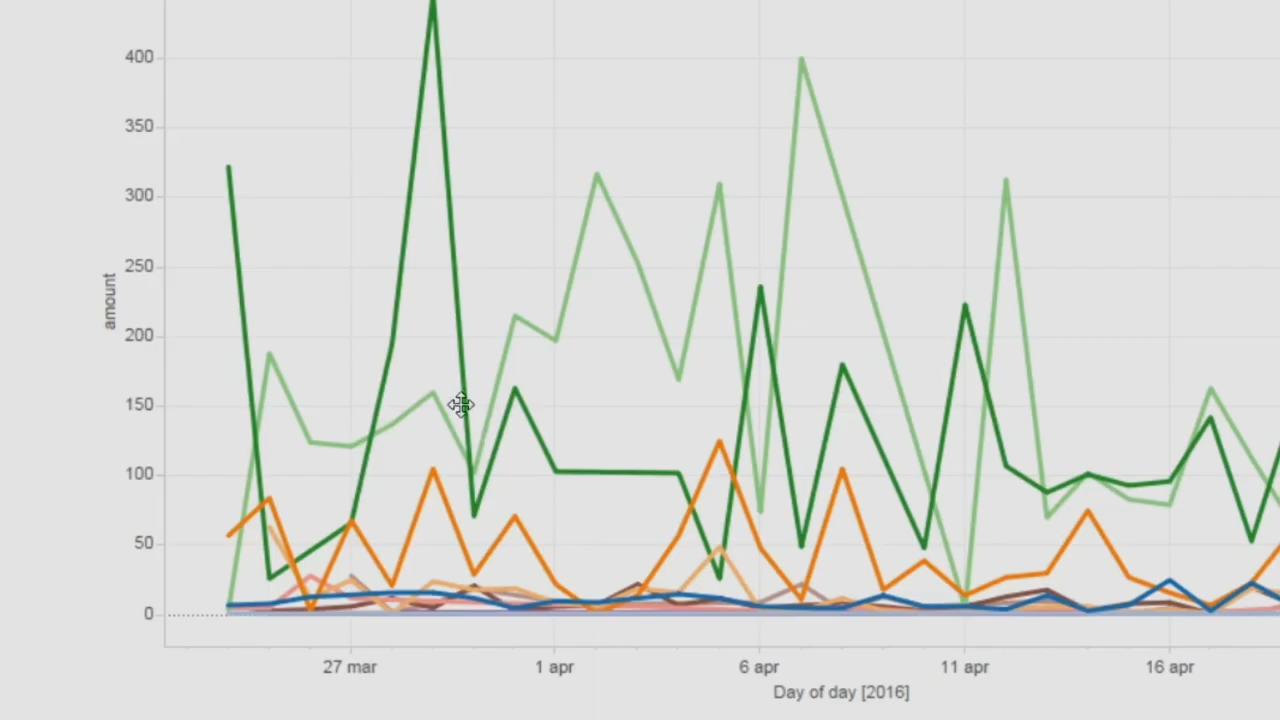 400
350
300
250
200
150
100
50
0
amount
27 mar
1 apr
6 apr
11 apr
16 apr
Day of day [2016]